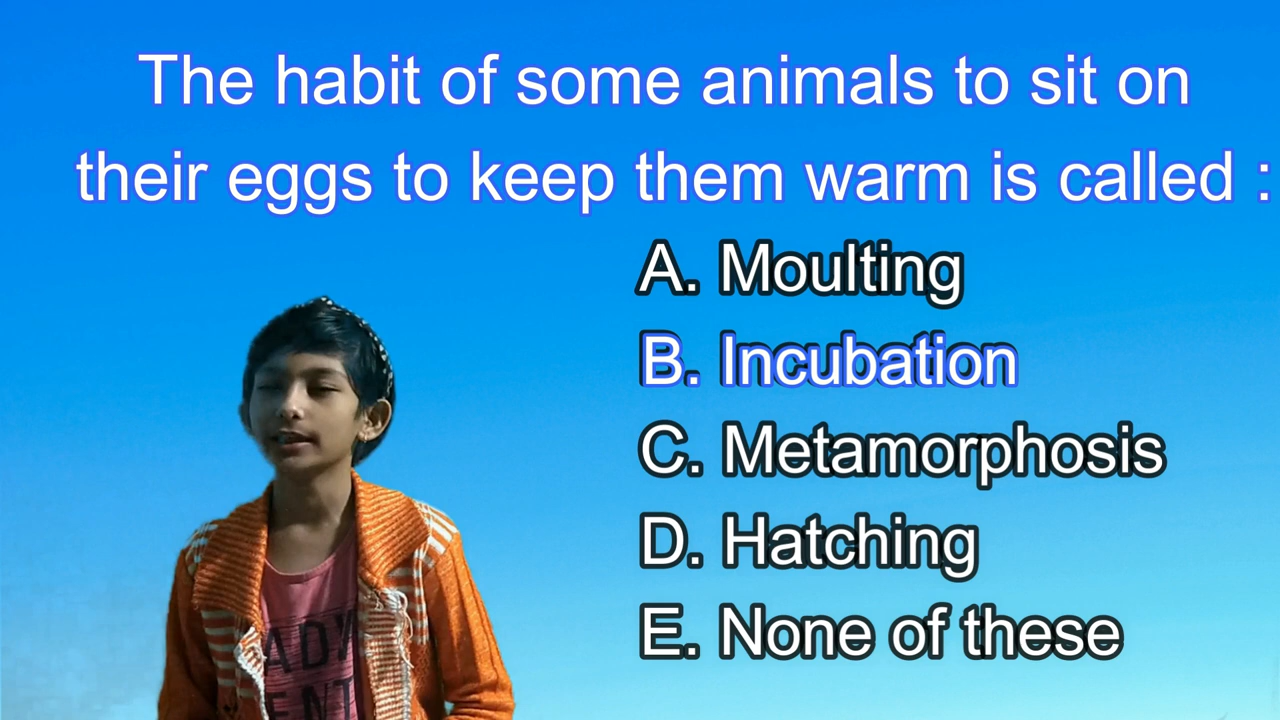 The habit of some animals to sit on
their eggs to keep them warm is called :
A. Moulting
B. Incubation
C. Metamorphosis
D. Hatching
E. None of these